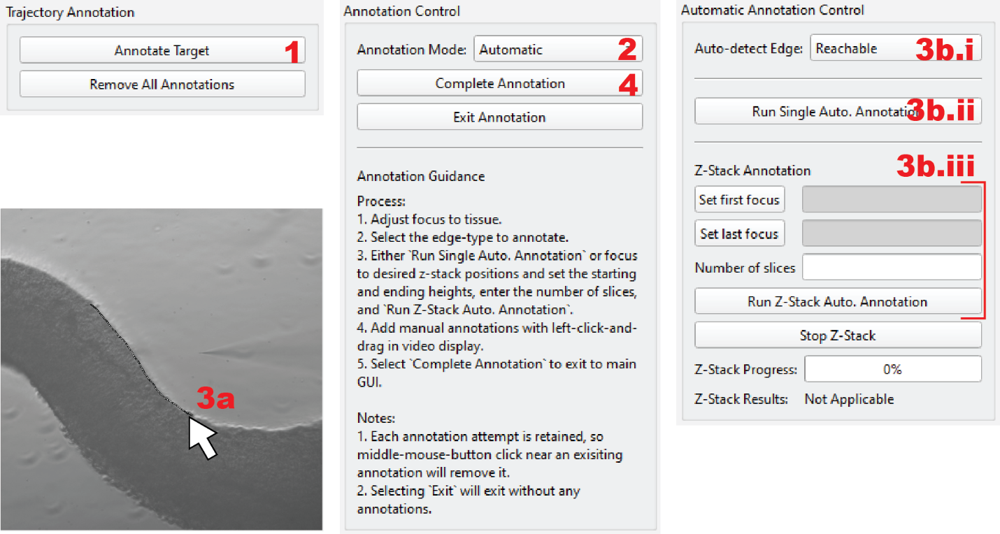 Trajectory Annotation
Annotate Target 1
Remove All Annotations
3a
Annotation Control
Annotation Mode: Automatic 2
Complete Annotation 4
Exit Annotation
Annotation Guidance
Process:
1. Adjust focus to tissue.
2. Select the edge-type to annotate.
3. Either `Run Single Auto. Annotation` or focus
to desired z-stack positions and set the starting
and ending heights, enter the number of slices,
and `Run Z-Stack Auto. Annotation`.
4. Add manual annotations with left-click-and-
drag in video display.
5. Select `Complete Annotation` to exit to main
GUI.
Notes:
1. Each annotation attempt is retained, so
middle-mouse-button click near an exisiting
annotation will remove it.
2. Selecting `Exit` will exit without any
annotations.
Automatic Annotation Control
Auto-detect Edge: Reachable 3b.i
Run Single Auto. Annotation 3b.ii
Z-Stack Annotation 3b.iii
Set first focus
Set last focus
Number of slices
Run Z-Stack Auto. Annotation
Stop Z-Stack
Z-Stack Progress: 0%
Z-Stack Results: Not Applicable